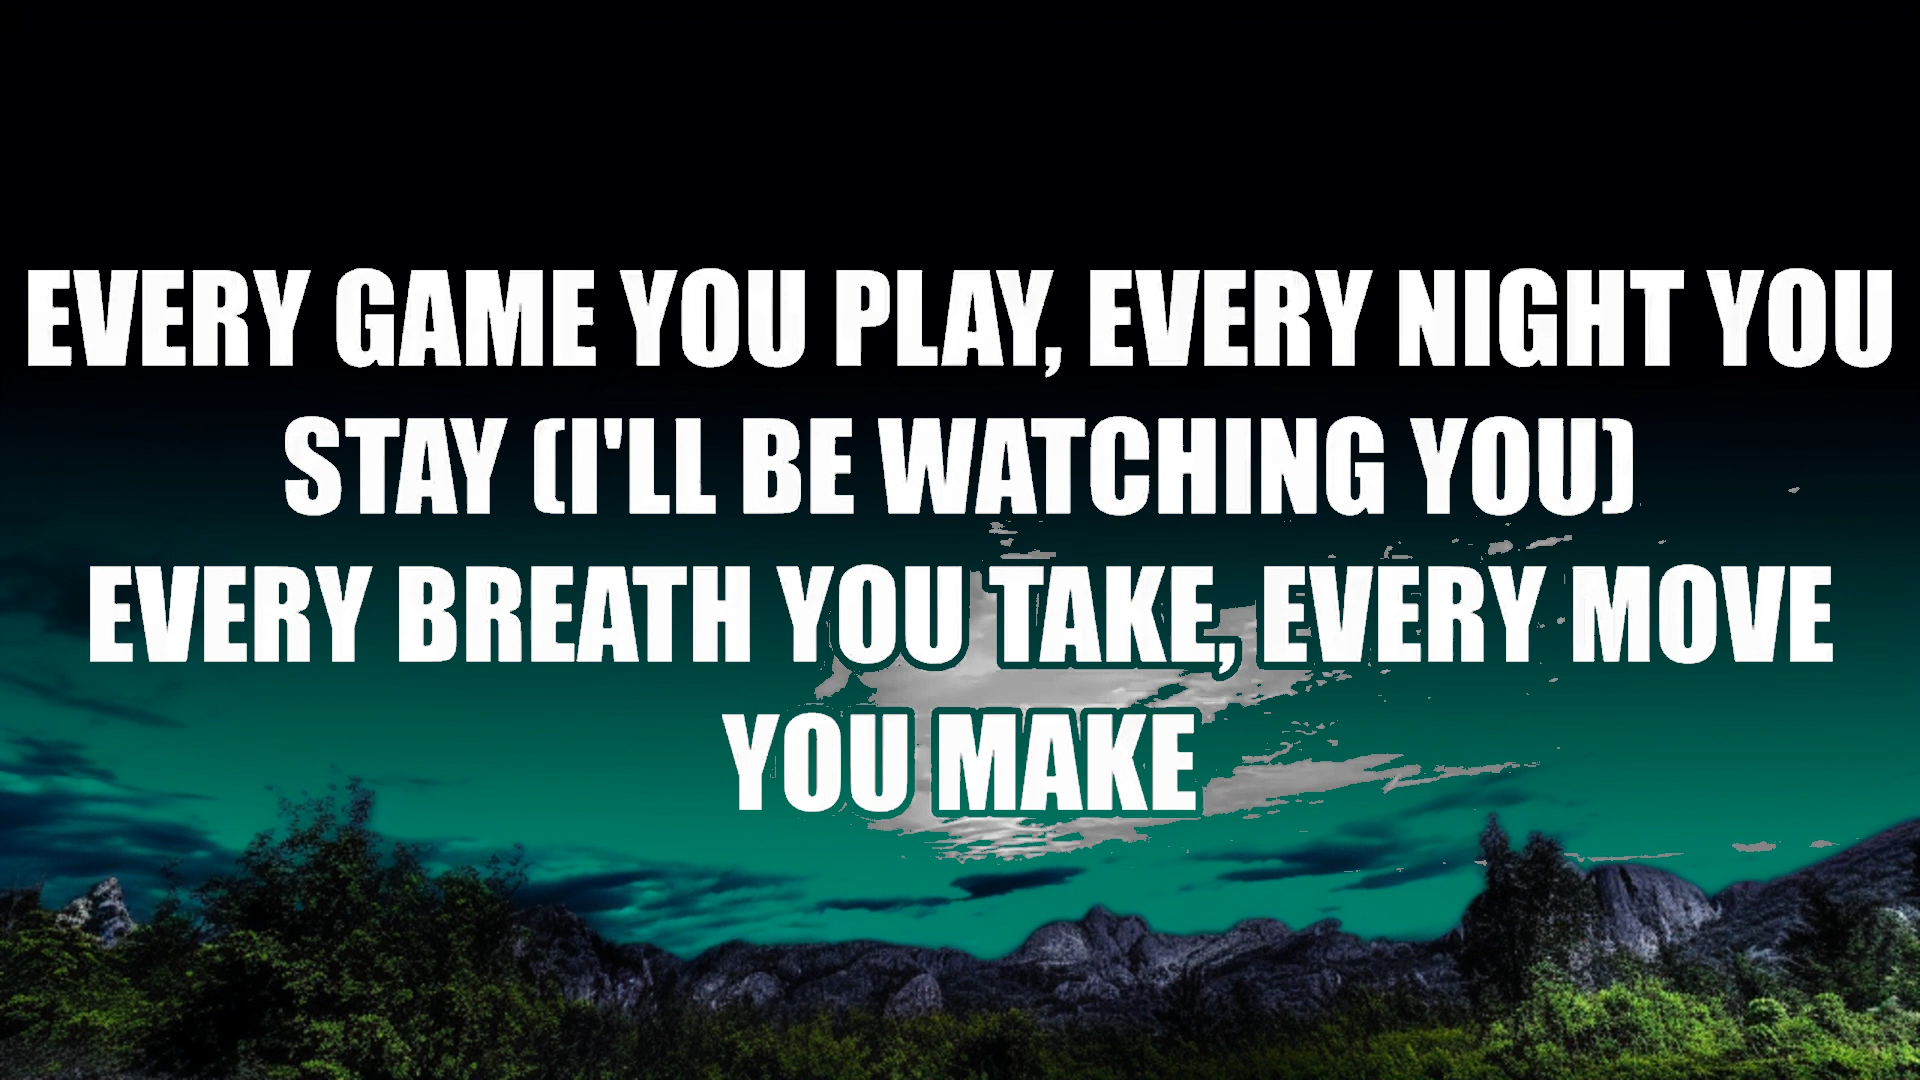 EVERY GAME YOU PLAY, EVERY NIGHT YOU
STAY (I'LL BE WATCHING YOU)
EVERY BREATH YOU TAKE, EVERY MOVE
YOU MAKE